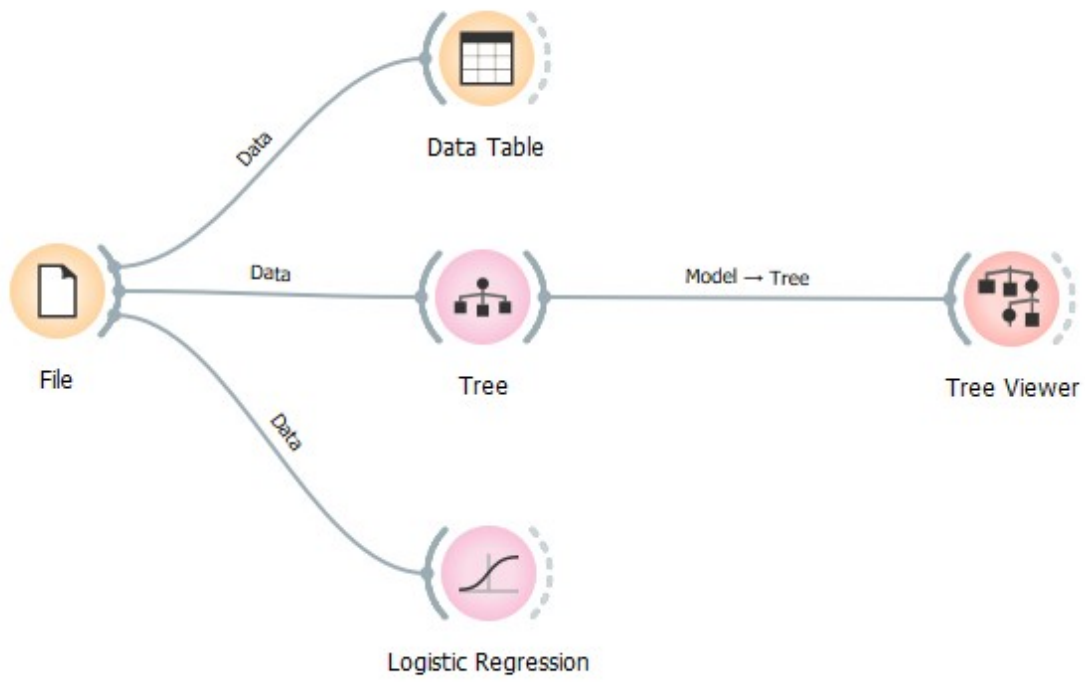 Data Table
Data
File
Data
Tree
Model → Tree
Tree Viewer
Data
Logistic Regression